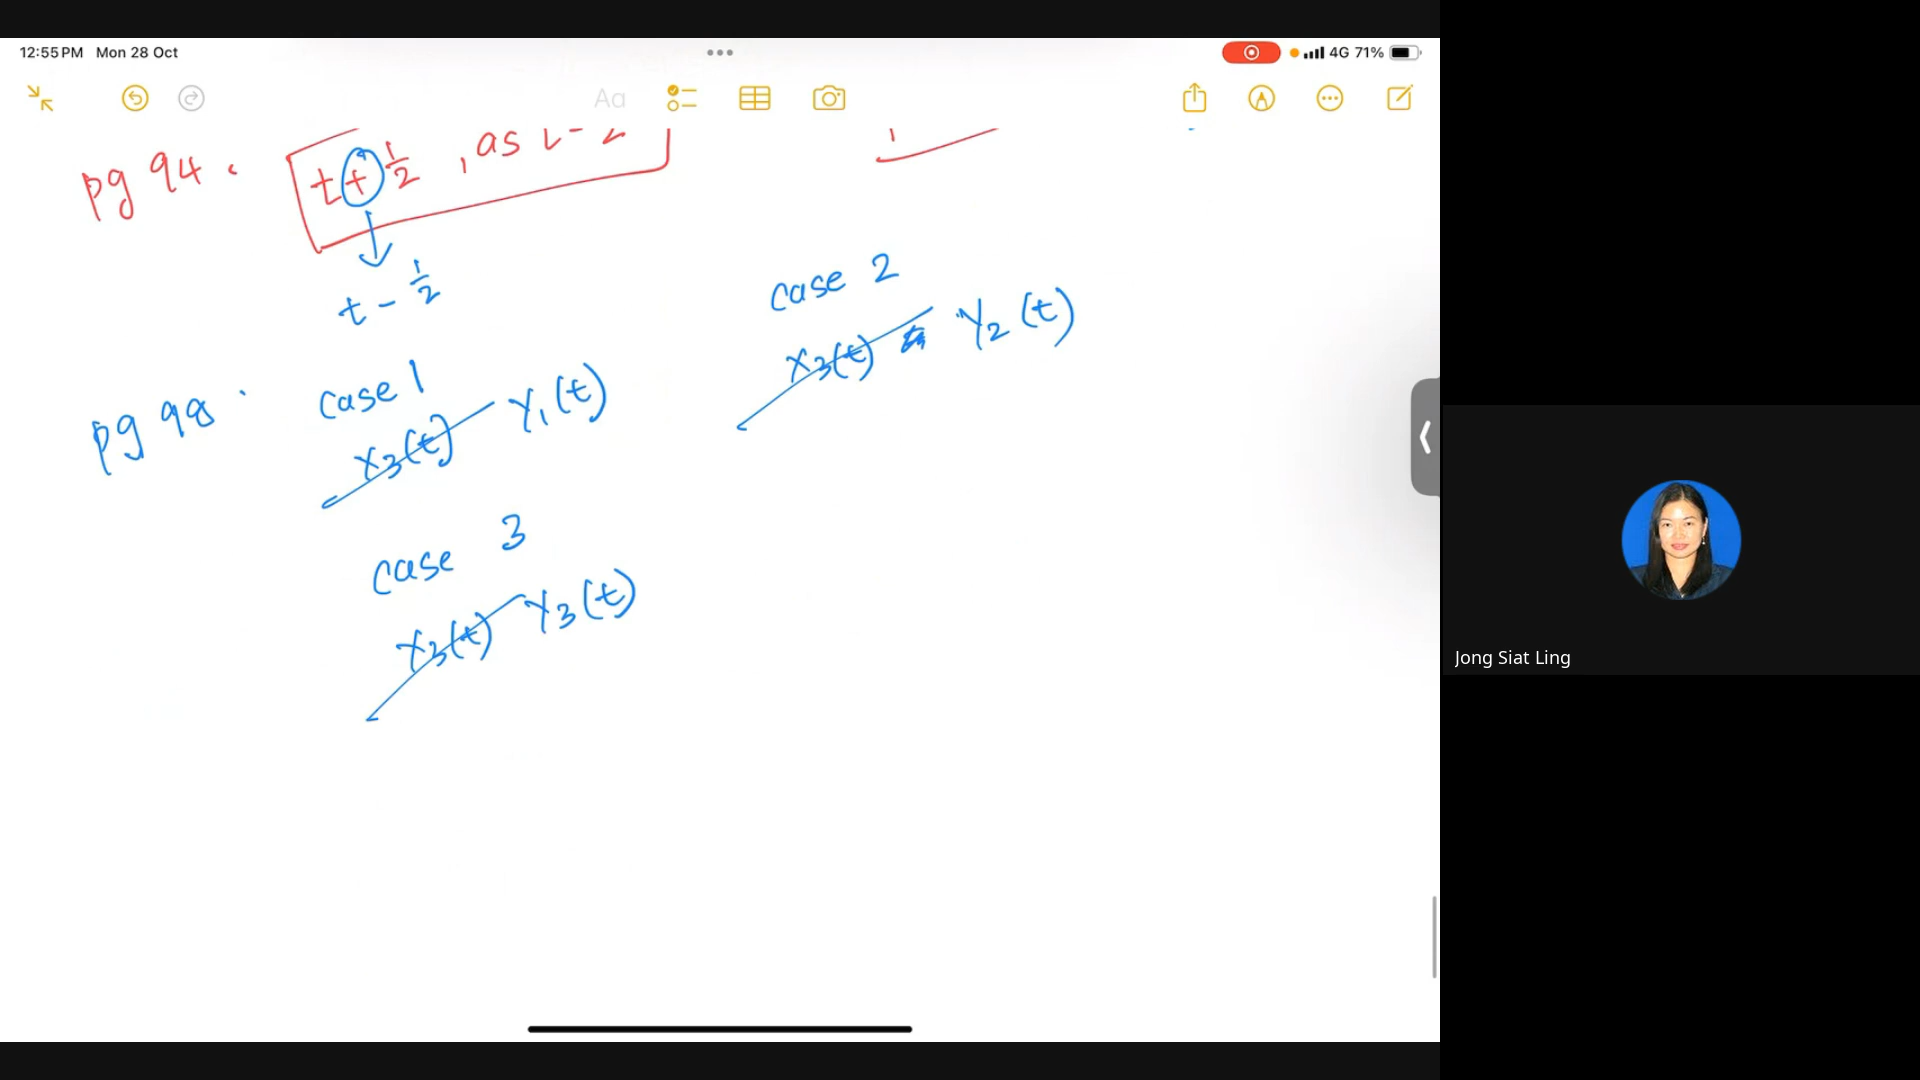 12:55 PM Mon 28 Oct
4G 71%
Aa
pg 94. t + 1/2 , as
t - 1/2
case 2
x3(t) Y2(t)
pg 98. case 1
x3(t) Y1(t)
case 3
x3(t) Y3(t)
Jong Siat Ling